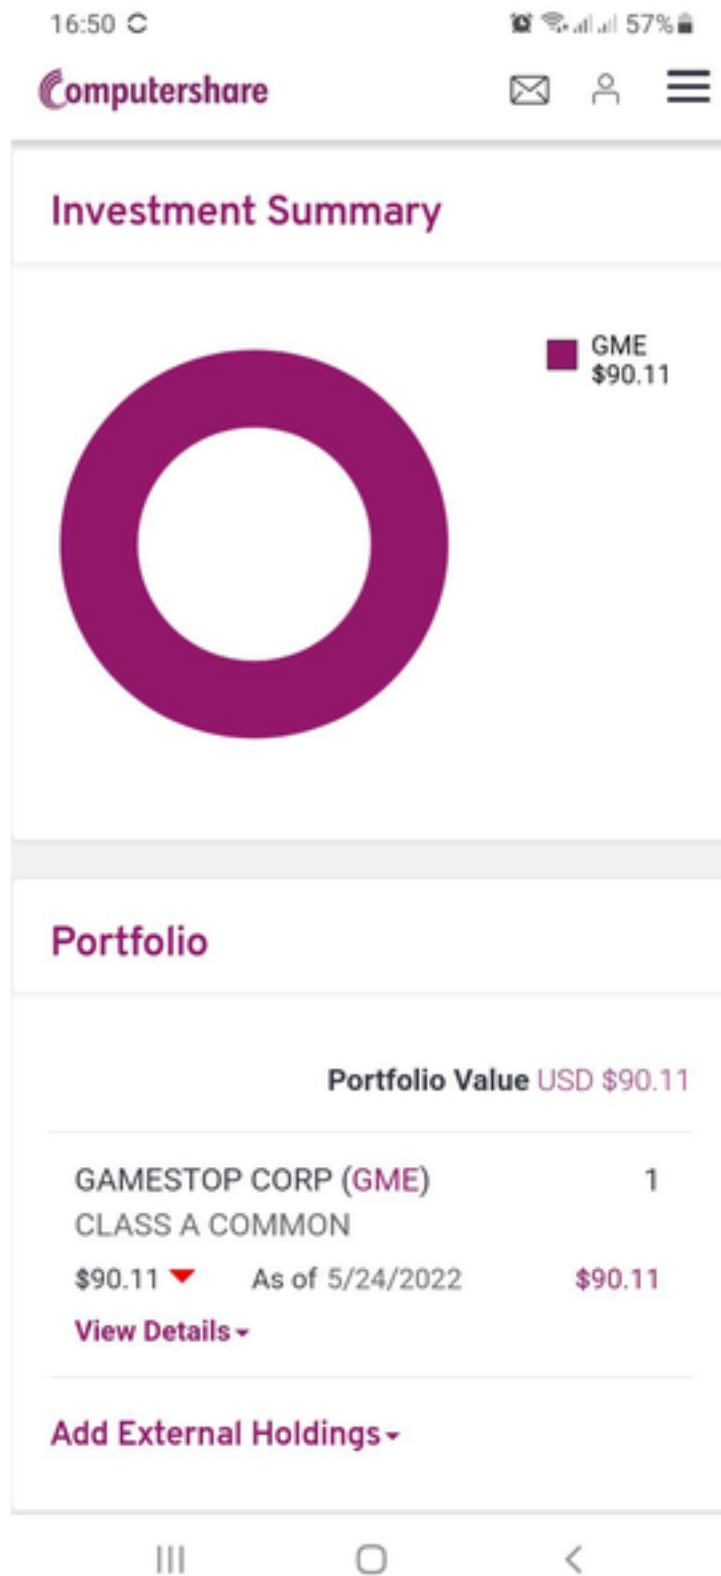 16:50
57%
Computershare
Investment Summary
GME
$90.11
Portfolio
Portfolio Value USD $90.11
GAMESTOP CORP (GME) 1
CLASS A COMMON
$90.11 As of 5/24/2022 $90.11
View Details
Add External Holdings